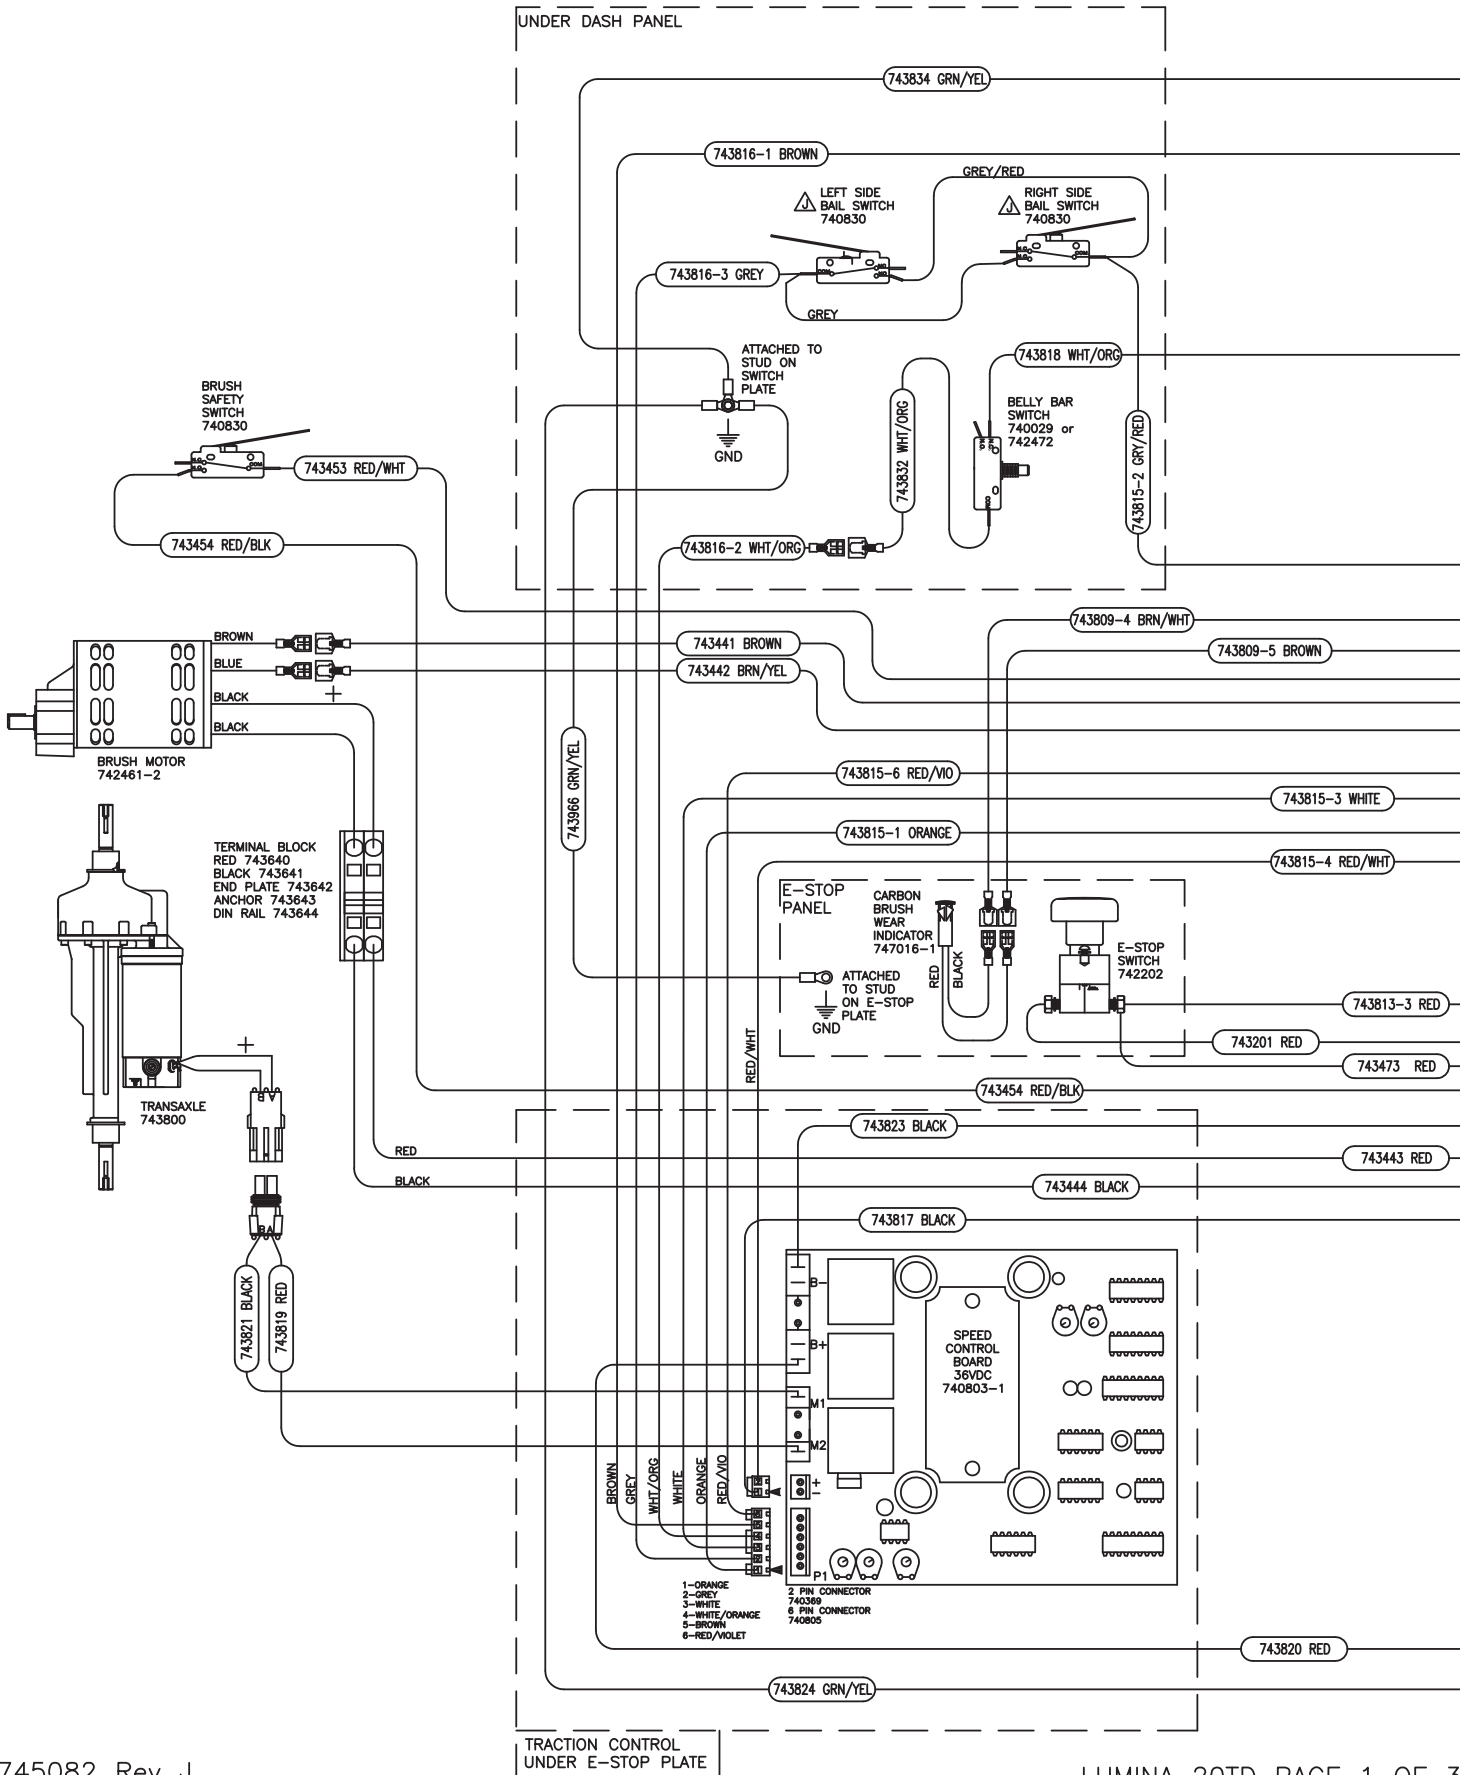 UNDER DASH PANEL
743834 GRN/YEL
743816-1 BROWN
GREY/RED
J
LEFT SIDE
BAIL SWITCH
740830
J
RIGHT SIDE
BAIL SWITCH
740830
743816-3 GREY
GREY
ATTACHED TO
STUD ON
SWITCH
PLATE
GND
743818 WHT/ORG
BELLY BAR
SWITCH
740029 or
742472
743832 WHT/ORG
743815-2 GRY/RED
743816-2 WHT/ORG
BRUSH
SAFETY
SWITCH
740830
COM
743453 RED/WHT
743454 RED/BLK
743809-4 BRN/WHT
743809-5 BROWN
BROWN
BLUE
BLACK
BLACK
+
743441 BROWN
743442 BRN/YEL
BRUSH MOTOR
742461-2
743966 GRN/YEL
743815-6 RED/VIO
743815-3 WHITE
743815-1 ORANGE
743815-4 RED/WHT
TERMINAL BLOCK
RED 743640
BLACK 743641
END PLATE 743642
ANCHOR 743643
DIN RAIL 743644
E-STOP
PANEL
CARBON
BRUSH
WEAR
INDICATOR
747016-1
RED
BLACK
ATTACHED
TO STUD
ON E-STOP
PLATE
GND
E-STOP
SWITCH
742202
743813-3 RED
743201 RED
743473 RED
RED/WHT
743454 RED/BLK
+
TRANSAXLE
743800
B A
B A
743821 BLACK
743819 RED
RED
BLACK
743823 BLACK
743443 RED
743444 BLACK
743817 BLACK
B-
B+
M1
M2
+
-
P1
SPEED
CONTROL
BOARD
36VDC
740803-1
BROWN
GREY
WHT/ORG
WHITE
ORANGE
RED/VIO
1-ORANGE
2-GREY
3-WHITE
4-WHITE/ORANGE
5-BROWN
6-RED/VIOLET
2 PIN CONNECTOR
740369
6 PIN CONNECTOR
740805
743820 RED
743824 GRN/YEL
TRACTION CONTROL
UNDER E-STOP PLATE
745082 Rev J
LUMINA 20TD PAGE 1 OF 3